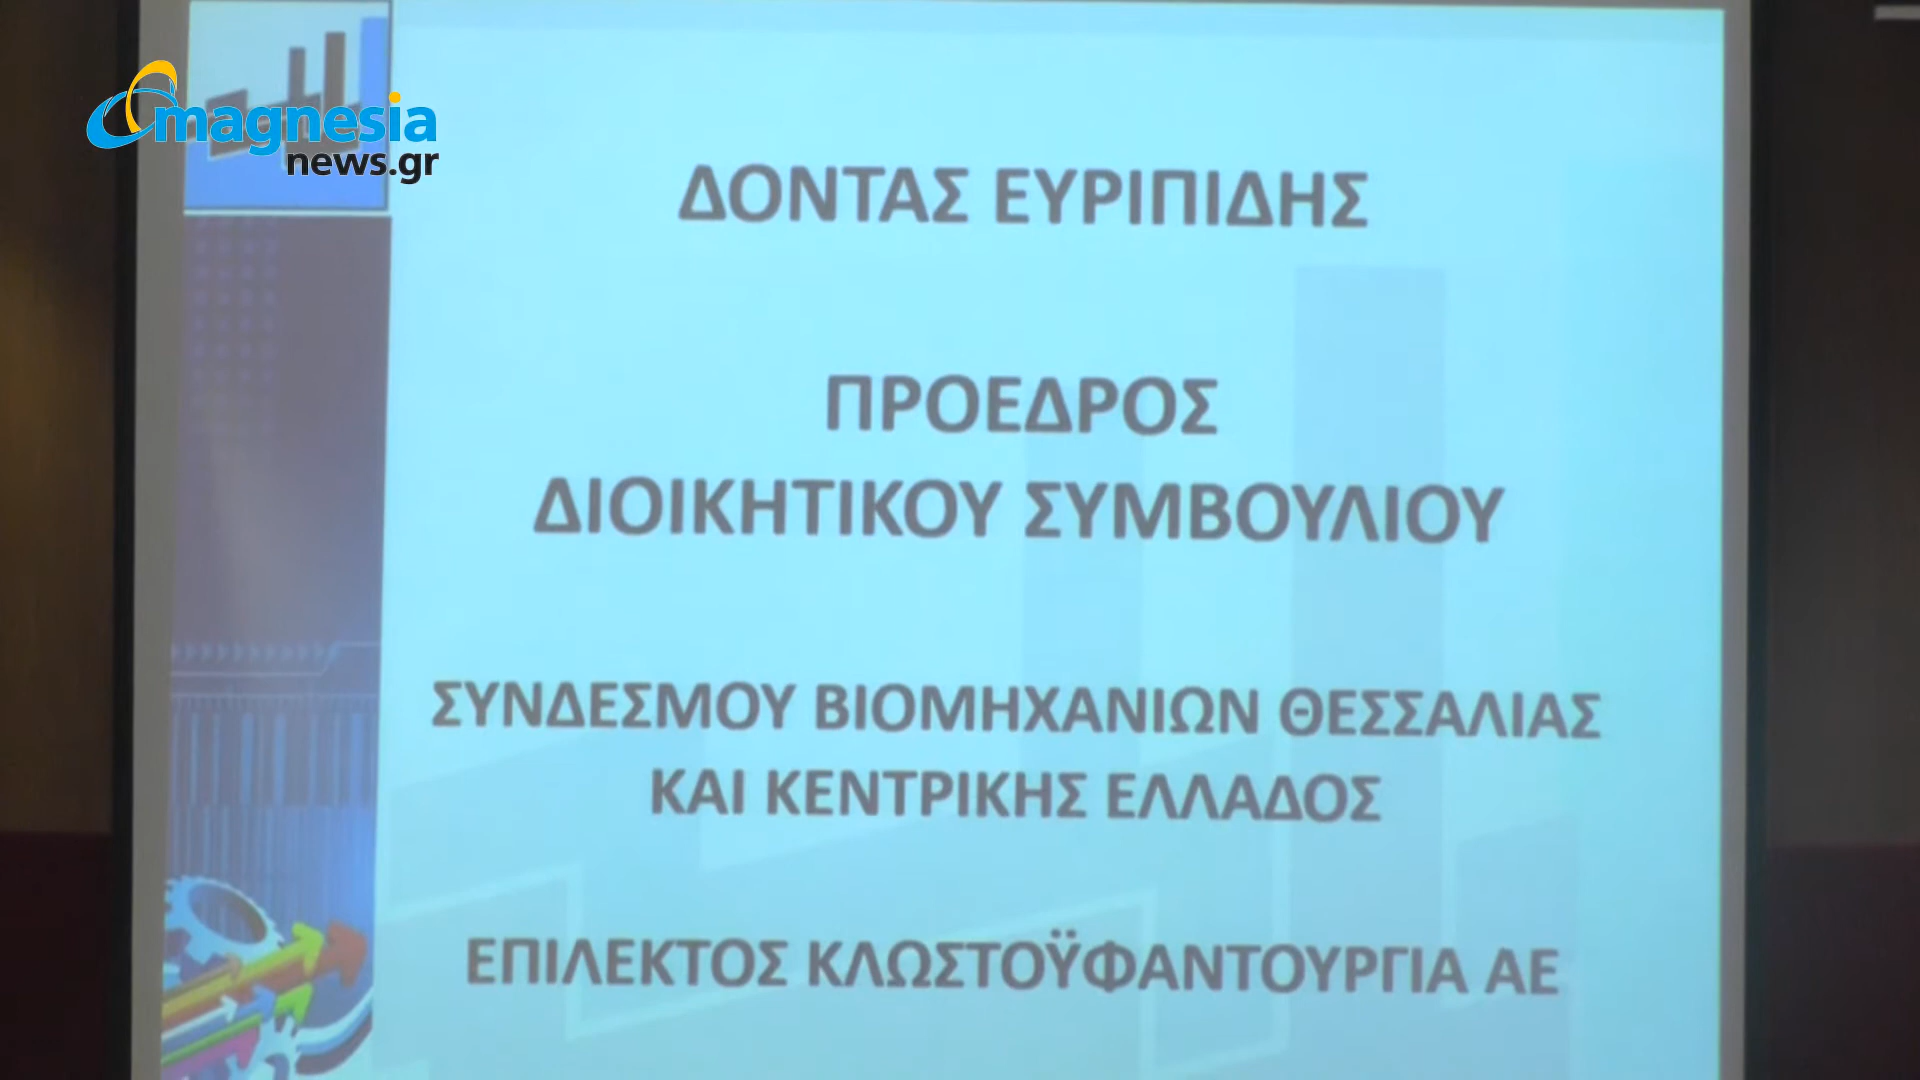 magnesia
news.gr
ΔΟΝΤΑΣ ΕΥΡΙΠΙΔΗΣ
ΠΡΟΕΔΡΟΣ
ΔΙΟΙΚΗΤΙΚΟΥ ΣΥΜΒΟΥΛΙΟΥ
ΣΥΝΔΕΣΜΟΥ ΒΙΟΜΗΧΑΝΙΩΝ ΘΕΣΣΑΛΙΑΣ
ΚΑΙ ΚΕΝΤΡΙΚΗΣ ΕΛΛΑΔΟΣ
ΕΠΙΛΕΚΤΟΣ ΚΛΩΣΤΟΫΦΑΝΤΟΥΡΓΙΑ ΑΕ